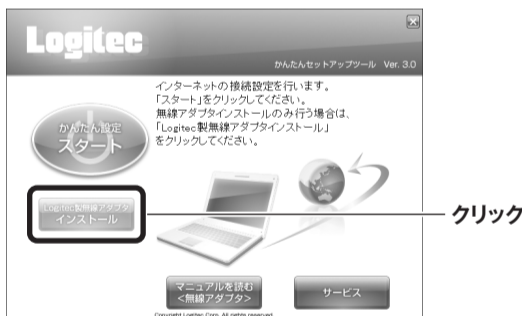 Logitec
かんたんセットアップツール Ver. 3.0
インターネットの接続設定を行います。
「スタート」をクリックしてください。
無線アダプタインストールのみ行う場合は、
「Logitec製無線アダプタインストール」
をクリックしてください。
かんたん設定
スタート
Logitec製無線アダプタ
インストール
クリック
マニュアルを読む
<無線アダプタ>
サービス
Copyright Logitec Corp. All rights reserved.